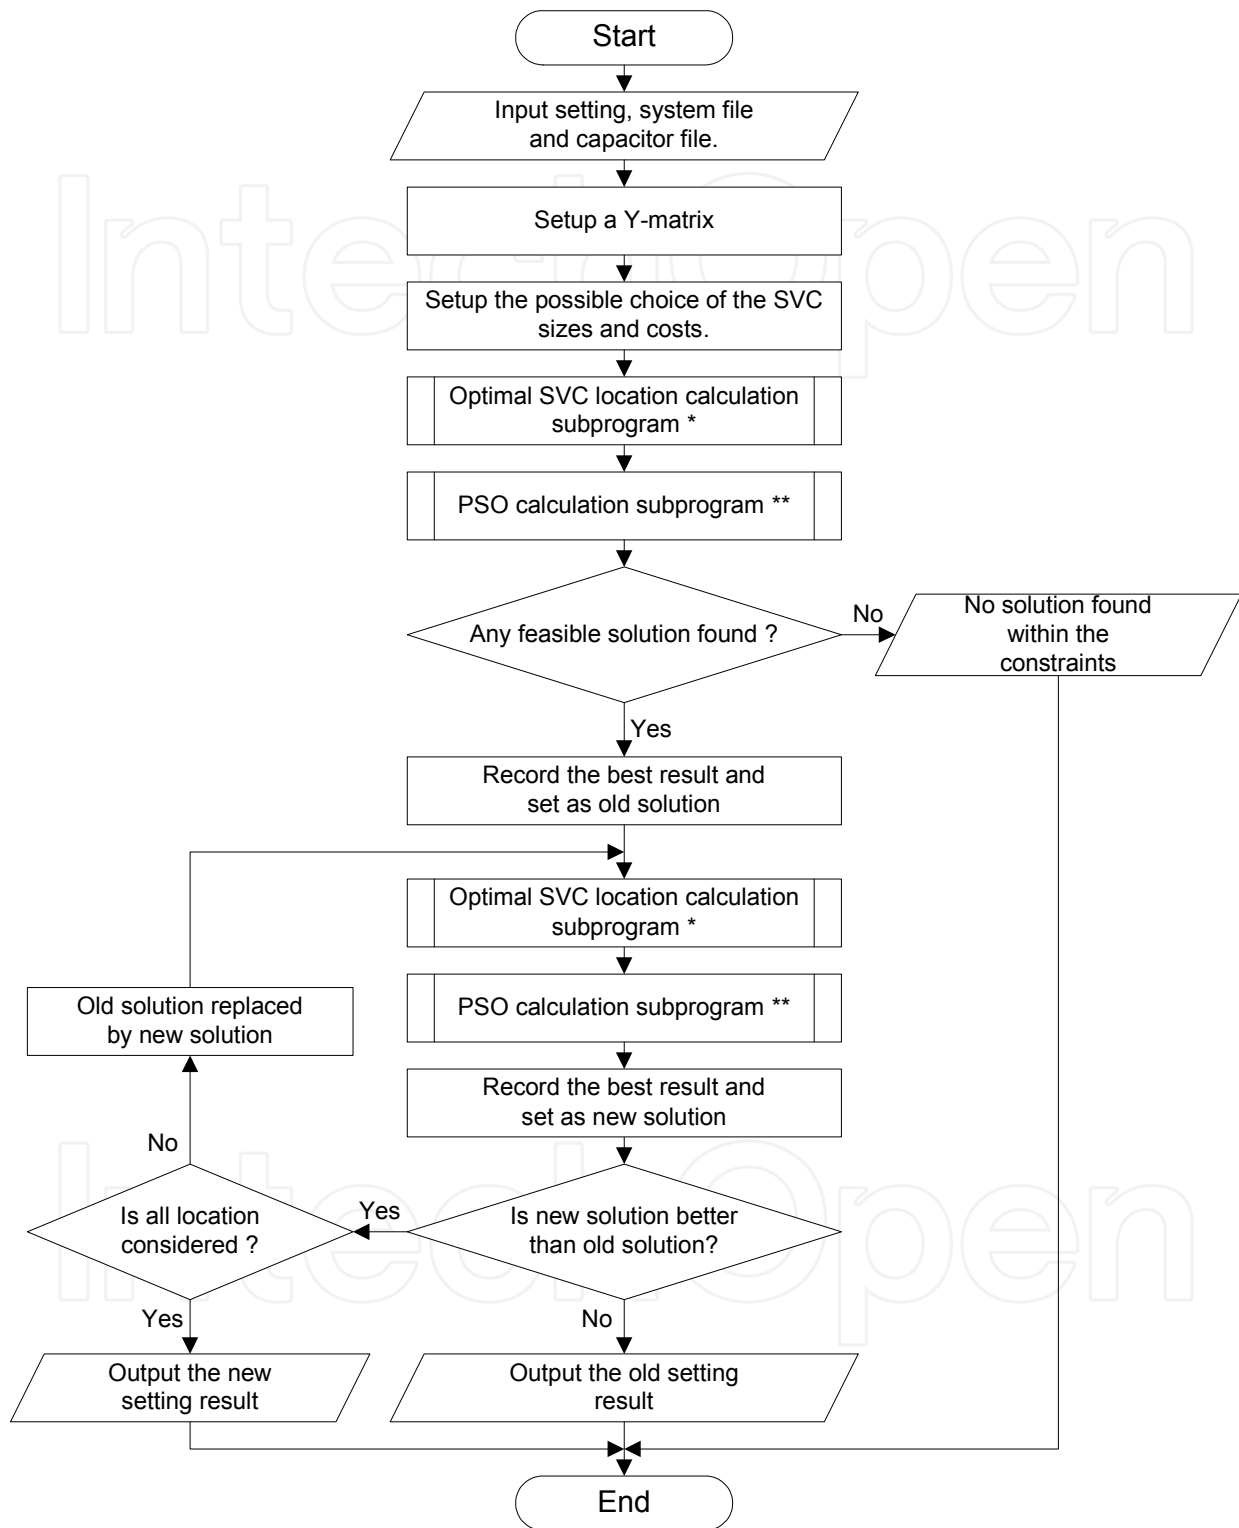 Start
Input setting, system file
and capacitor file.
Setup a Y-matrix
Setup the possible choice of the SVC
sizes and costs.
Optimal SVC location calculation
subprogram *
PSO calculation subprogram **
Any feasible solution found ?
No
No solution found
within the
constraints
Yes
Record the best result and
set as old solution
Optimal SVC location calculation
subprogram *
PSO calculation subprogram **
Old solution replaced
by new solution
Record the best result and
set as new solution
No
Is all location
considered ?
Yes
Is new solution better
than old solution?
Yes
No
Output the new
setting result
Output the old setting
result
End
IntechOpen
IntechOpen